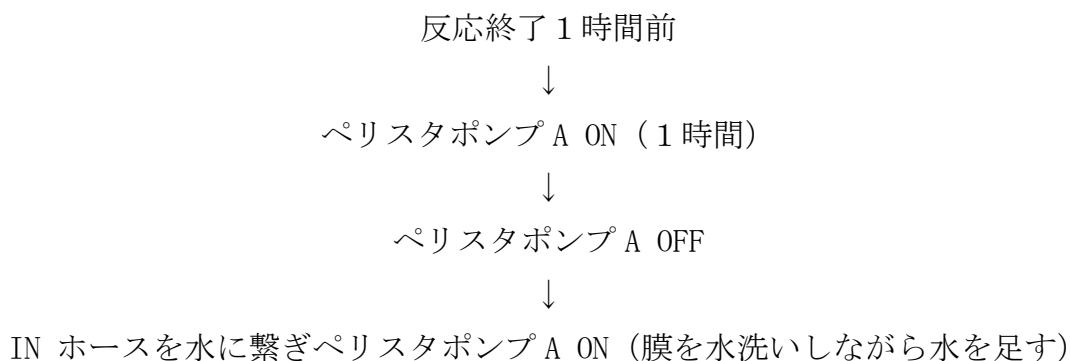 反応終了１時間前
↓
ペリスタポンプ A ON（１時間）
↓
ペリスタポンプ A OFF
↓
IN ホースを水に繋ぎペリスタポンプ A ON（膜を水洗いしながら水を足す）